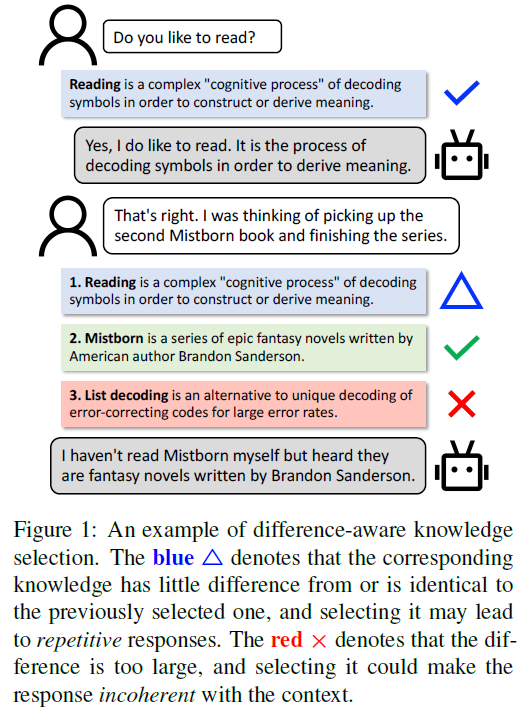 Do you like to read?
Reading is a complex "cognitive process" of decoding
symbols in order to construct or derive meaning.
Yes, I do like to read. It is the process of
decoding symbols in order to derive meaning.
That's right. I was thinking of picking up the
second Mistborn book and finishing the series.
1. Reading is a complex "cognitive process" of decoding
symbols in order to construct or derive meaning.
2. Mistborn is a series of epic fantasy novels written by
American author Brandon Sanderson.
3. List decoding is an alternative to unique decoding of
error-correcting codes for large error rates.
I haven't read Mistborn myself but heard they
are fantasy novels written by Brandon Sanderson.
Figure 1: An example of difference-aware knowledge
selection. The blue △ denotes that the corresponding
knowledge has little difference from or is identical to
the previously selected one, and selecting it may lead
to repetitive responses. The red × denotes that the dif-
ference is too large, and selecting it could make the
response incoherent with the context.